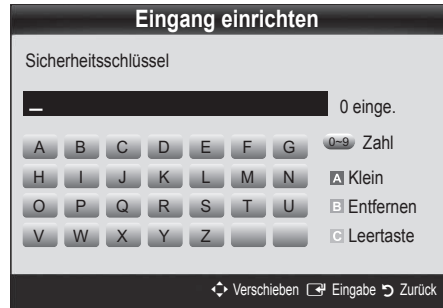 Eingang einrichten
Sicherheitsschlüssel
_ 0 einge.
A B C D E F G 0~9 Zahl
H I J K L M N A Klein
O P Q R S T U B Entfernen
V W X Y Z C Leertaste
Verschieben Eingabe Zurück